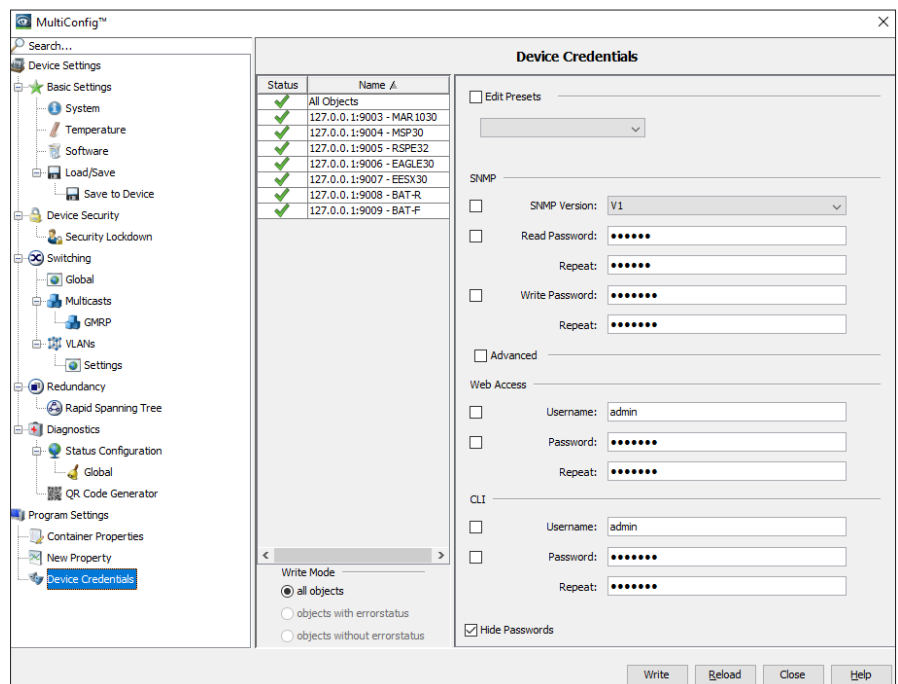 MultiConfig™
Search...
Device Settings
Basic Settings
System
Temperature
Software
Load/Save
Save to Device
Device Security
Security Lockdown
Switching
Global
Multicasts
GMRP
VLANs
Settings
Redundancy
Rapid Spanning Tree
Diagnostics
Status Configuration
Global
QR Code Generator
Program Settings
Container Properties
New Property
Device Credentials
Device Credentials
Status Name
All Objects
127.0.0.1:9003 - MAR1030
127.0.0.1:9004 - MSP30
127.0.0.1:9005 - RSPE32
127.0.0.1:9006 - EAGLE30
127.0.0.1:9007 - EESX30
127.0.0.1:9008 - BAT-R
127.0.0.1:9009 - BAT-F
Write Mode
all objects
objects with errorstatus
objects without errorstatus
Edit Presets
SNMP
SNMP Version: V1
Read Password: ••••••
Repeat: ••••••
Write Password: •••••••
Repeat: •••••••
Advanced
Web Access
Username: admin
Password: •••••••
Repeat: •••••••
CLI
Username: admin
Password: •••••••
Repeat: •••••••
Hide Passwords
Write Reload Close Help